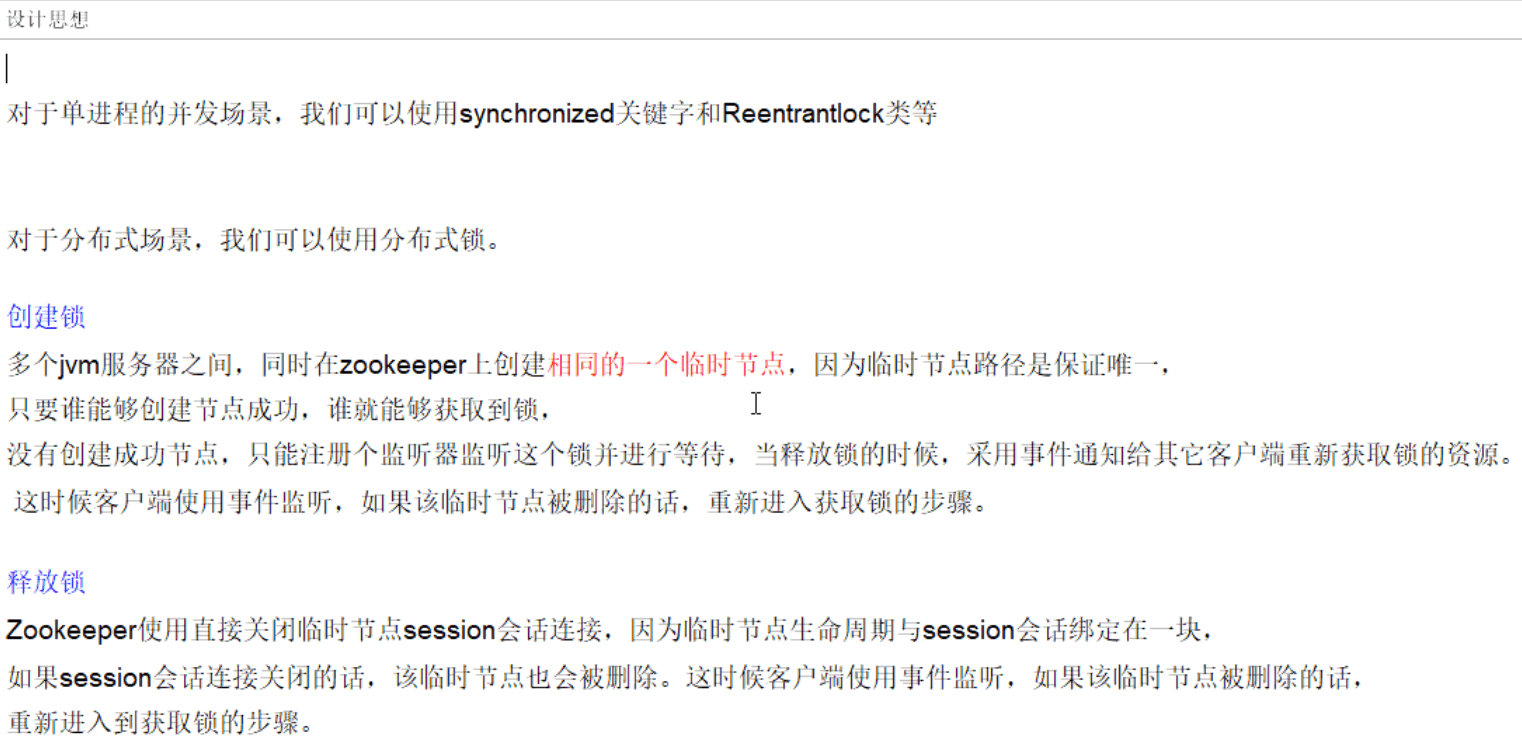 设计思想
对于单进程的并发场景，我们可以使用synchronized关键字和Reentrantlock类等
对于分布式场景，我们可以使用分布式锁。
创建锁
多个jvm服务器之间，同时在zookeeper上创建相同的一个临时节点，因为临时节点路径是保证唯一，
只要谁能够创建节点成功，谁就能够获取到锁，
没有创建成功节点，只能注册个监听器监听这个锁并进行等待，当释放锁的时候，采用事件通知给其它客户端重新获取锁的资源。
这时候客户端使用事件监听，如果该临时节点被删除的话，重新进入获取锁的步骤。
释放锁
Zookeeper使用直接关闭临时节点session会话连接，因为临时节点生命周期与session会话绑定在一块，
如果session会话连接关闭的话，该临时节点也会被删除。这时候客户端使用事件监听，如果该临时节点被删除的话，
重新进入到获取锁的步骤。